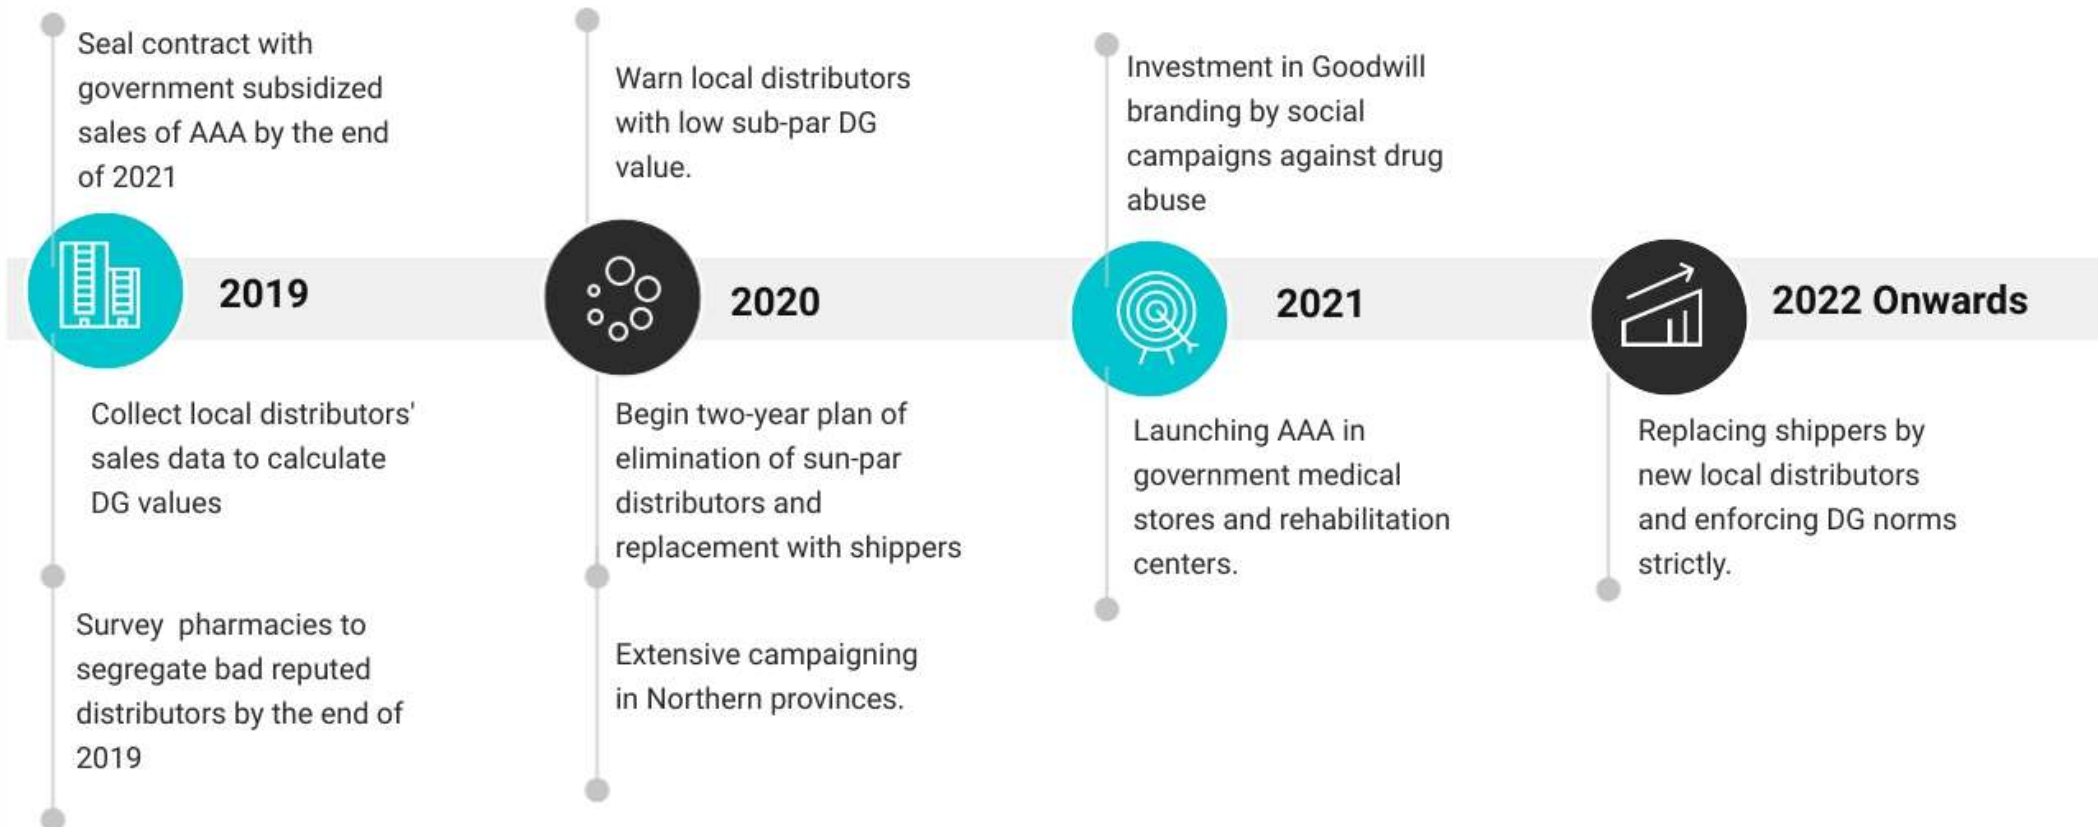 Seal contract with
government subsidized
sales of AAA by the end
of 2021
2019
Collect local distributors'
sales data to calculate
DG values
Survey pharmacies to
segregate bad reputed
distributors by the end of
2019
Warn local distributors
with low sub-par DG
value.
2020
Begin two-year plan of
elimination of sun-par
distributors and
replacement with shippers
Extensive campaigning
in Northern provinces.
Investment in Goodwill
branding by social
campaigns against drug
abuse
2021
Launching AAA in
government medical
stores and rehabilitation
centers.
2022 Onwards
Replacing shippers by
new local distributors
and enforcing DG norms
strictly.